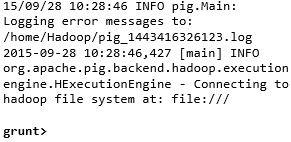 15/09/28 10:28:46 INFO pig.Main:
Logging error messages to:
/home/Hadoop/pig_1443416326123.log
2015-09-28 10:28:46,427 [main] INFO
org.apache.pig.backend.hadoop.execution
engine.HExecutionEngine - Connecting to
hadoop file system at: file:///
grunt>